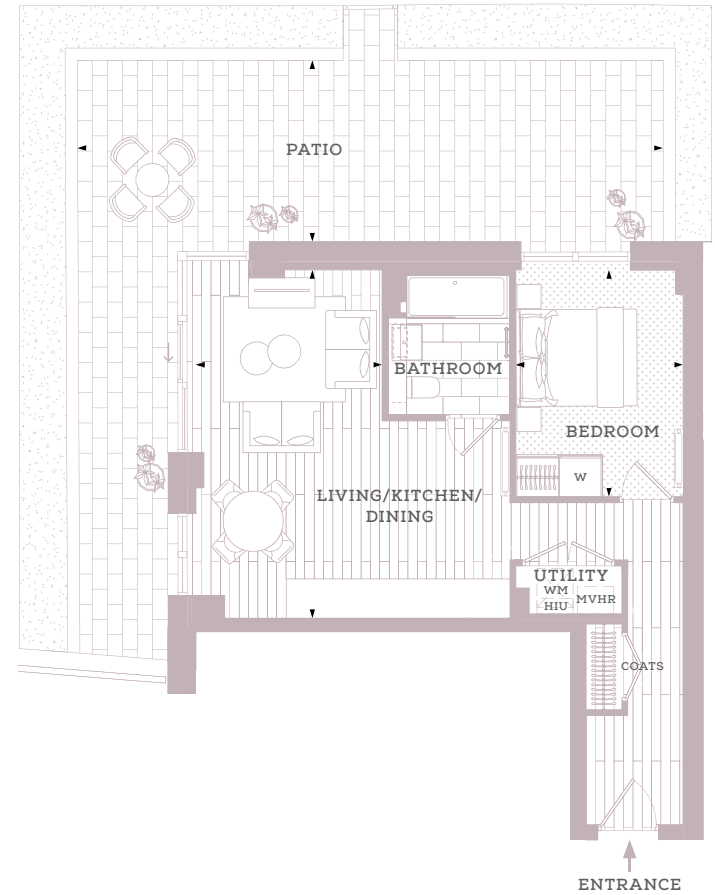 PATIO
BATHROOM
BEDROOM
W
LIVING/KITCHEN/
DINING
UTILITY
WM
HIU
MVHR
COATS
ENTRANCE